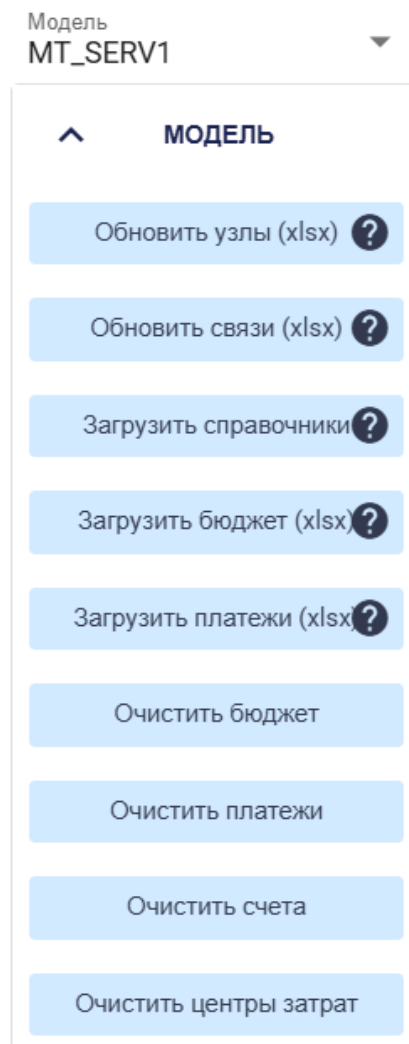 Модель
MT_SERV1
МОДЕЛЬ
Обновить узлы (xlsx) ?
Обновить связи (xlsx) ?
Загрузить справочники ?
Загрузить бюджет (xlsx) ?
Загрузить платежи (xlsx) ?
Очистить бюджет
Очистить платежи
Очистить счета
Очистить центры затрат